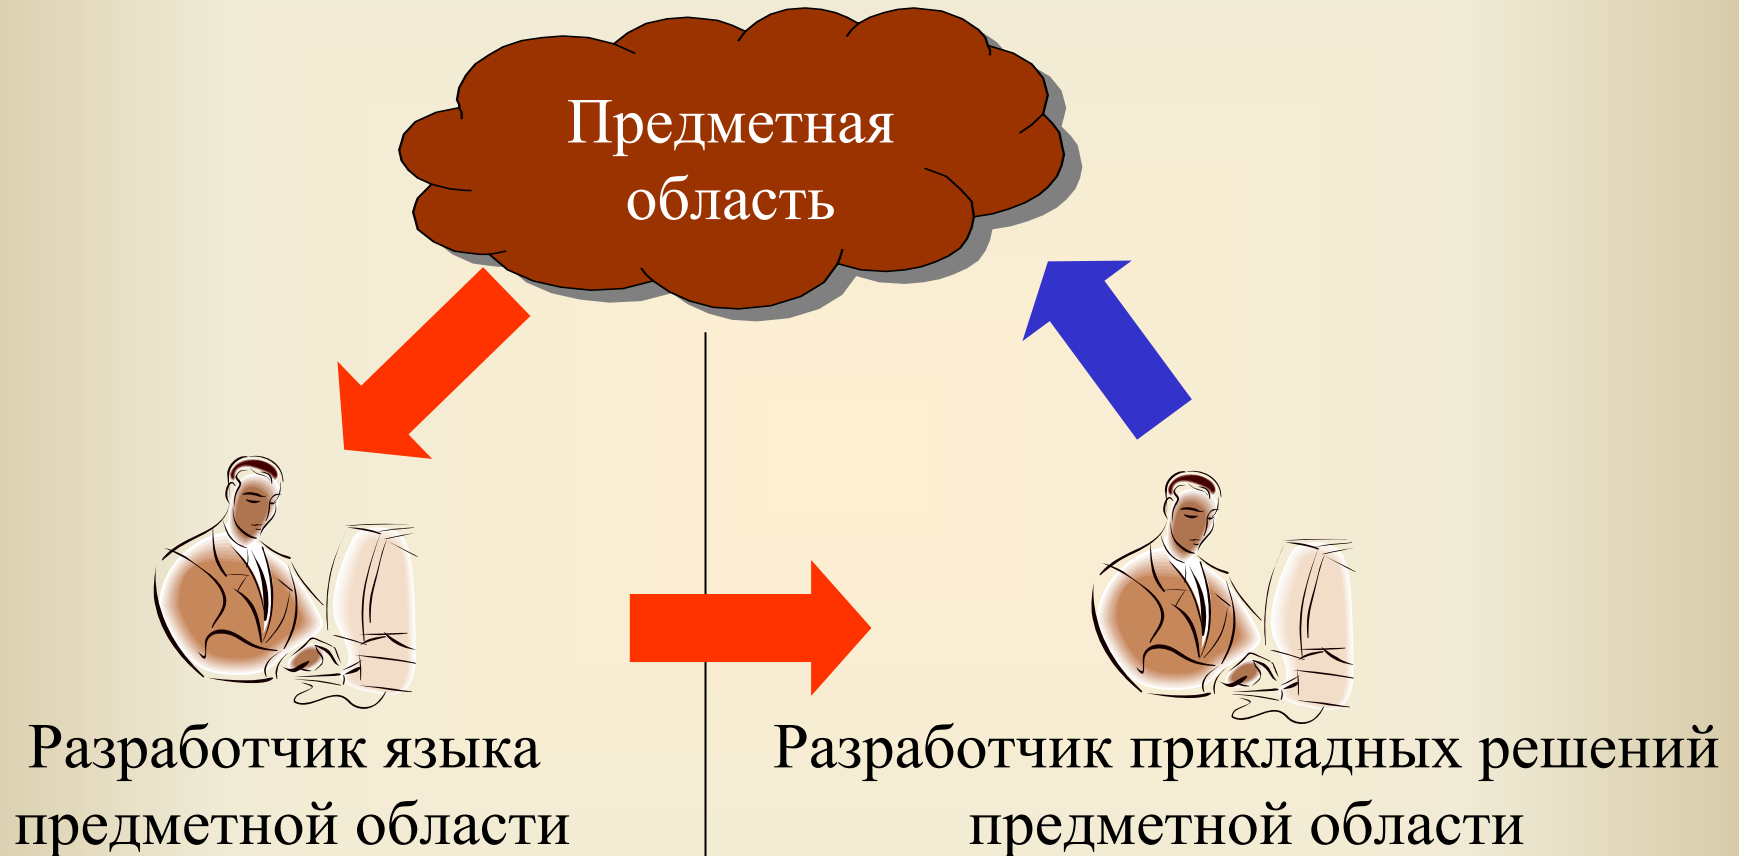 Предметная
область
Разработчик языка
предметной области
Разработчик прикладных решений
предметной области